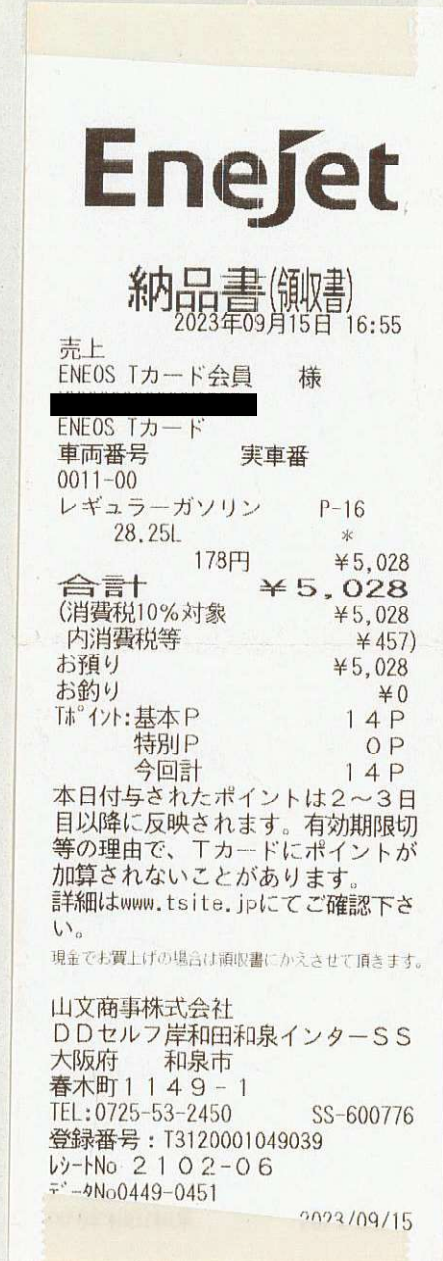 Enejet
納品書(領収書)
2023年09月15日 16:55
売上
ENEOS Tカード会員 様
ENEOS Tカード
車両番号 実車番
0011-00
レギュラーガソリン P-16
28.25L *
178円 ¥5,028
合計 ¥5,028
(消費税10%対象 ¥5,028
内消費税等 ¥457)
お預り ¥5,028
お釣り ¥0
Tポイント:基本P 14P
特別P 0P
今回計 14P
本日付与されたポイントは2~3日
目以降に反映されます。有効期限切
等の理由で、Tカードにポイントが
加算されないことがあります。
詳細はwww.tsite.jpにてご確認下さ
い。
現金でお買上げの場合は領収書にかえさせて頂きます。
山文商事株式会社
DDセルフ岸和田和泉インターSS
大阪府 和泉市
春木町1149-1
TEL:0725-53-2450 SS-600776
登録番号:T3120001049039
レシートNo 2102-06
データNo0449-0451
2023/09/15